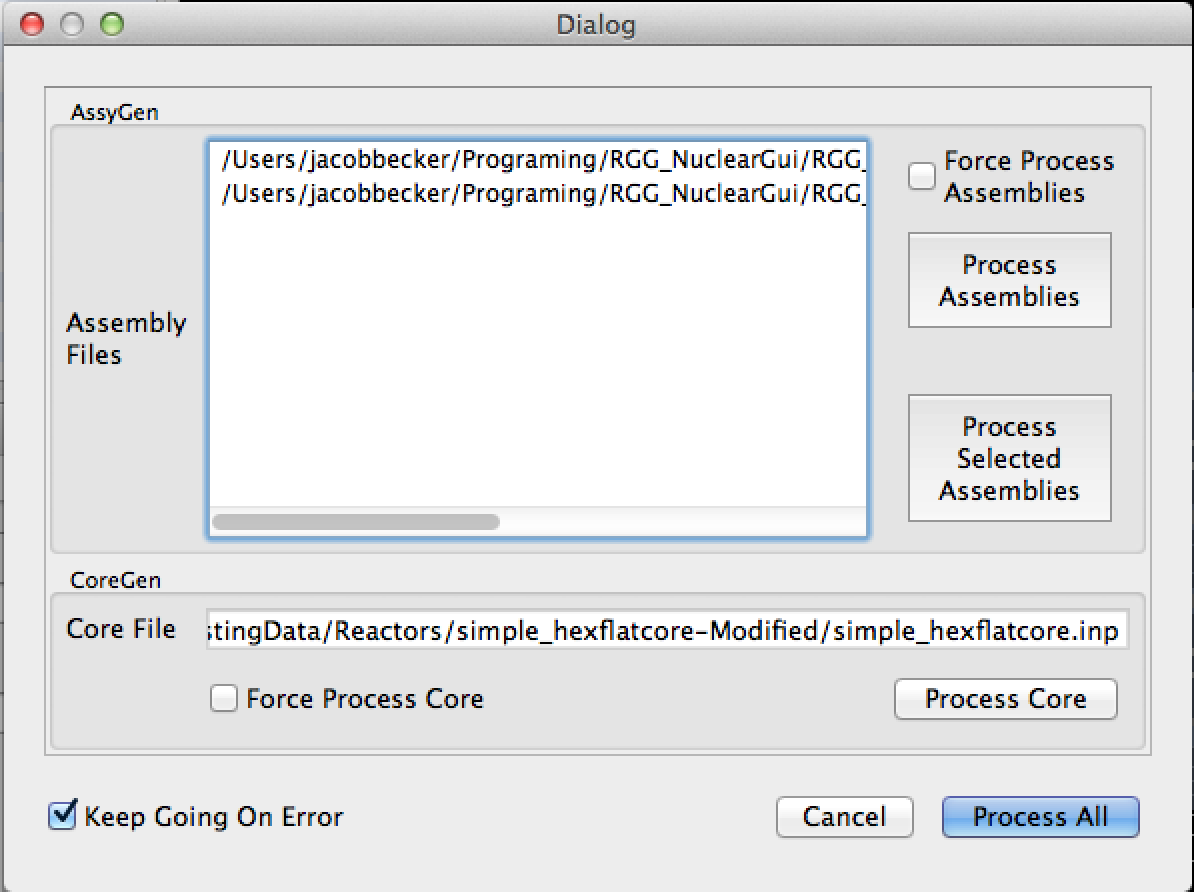 Dialog
AssyGen
/Users/jacobbecker/Programing/RGG_NuclearGui/RGG_
/Users/jacobbecker/Programing/RGG_NuclearGui/RGG_
Force Process
Assemblies
Process
Assemblies
Assembly
Files
Process
Selected
Assemblies
CoreGen
Core File
stingData/Reactors/simple_hexflatcore-Modified/simple_hexflatcore.inp
Force Process Core
Process Core
Keep Going On Error
Cancel
Process All